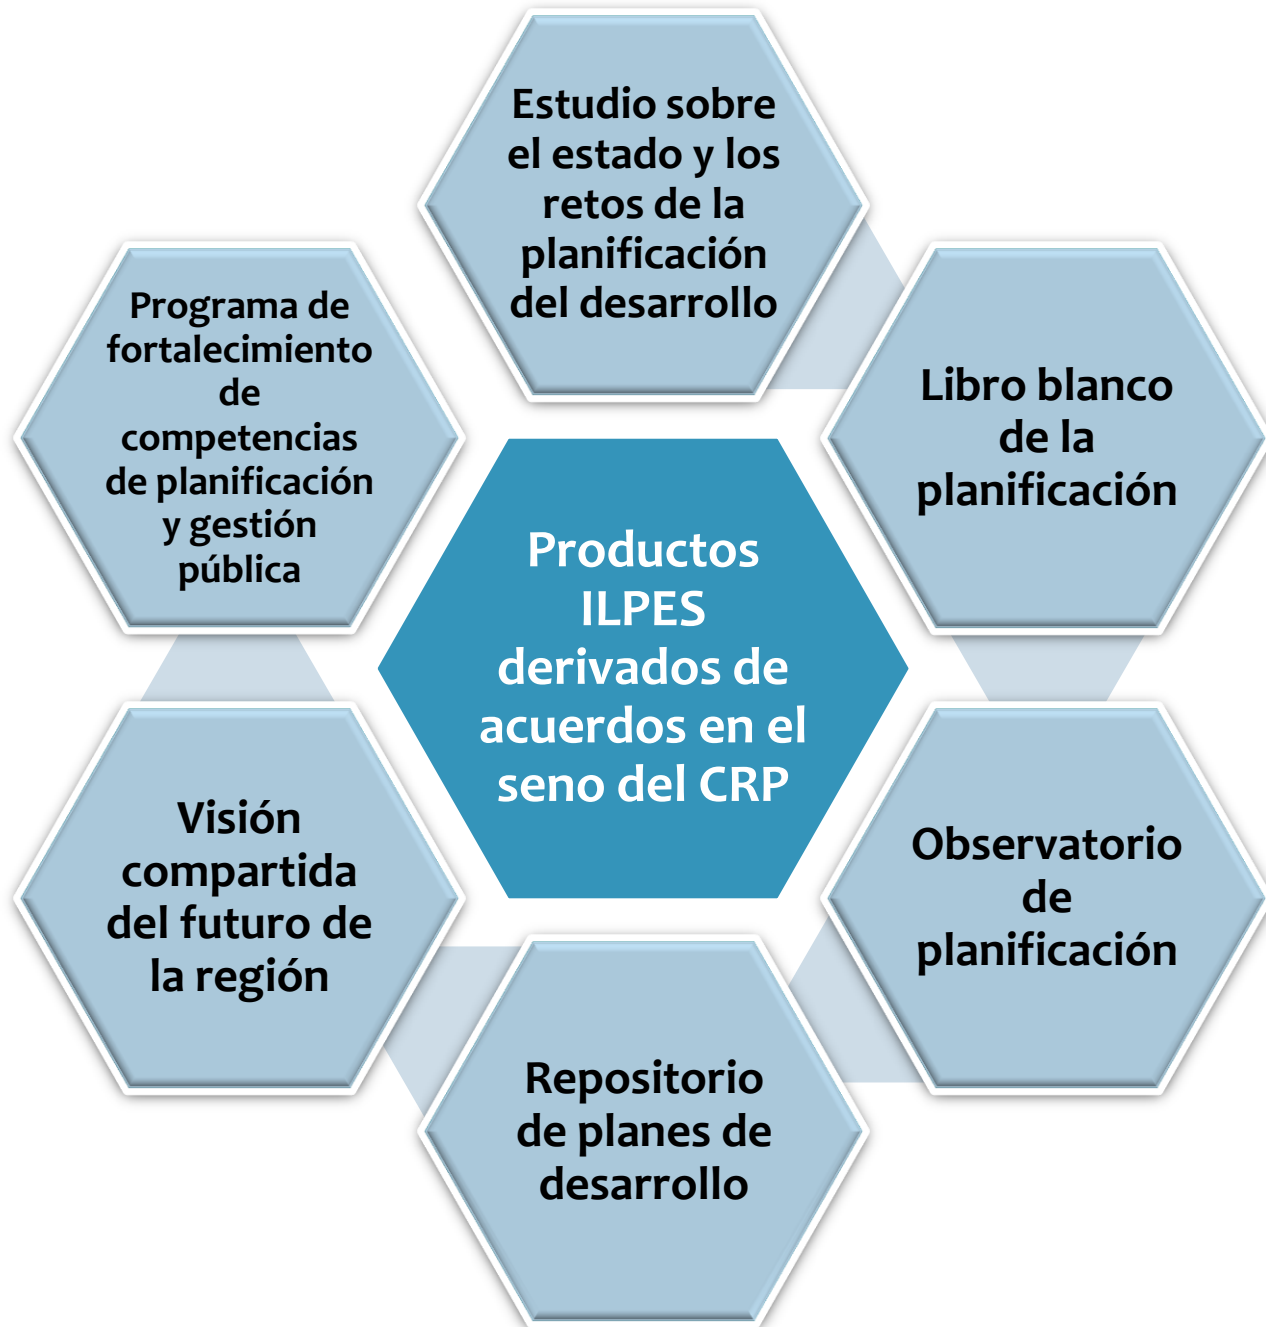 Estudio sobre
el estado y los
retos de la
planificación
del desarrollo
Libro blanco
de la
planificación
Observatorio
de
planificación
Repositorio
de planes de
desarrollo
Visión
compartida
del futuro de
la región
Programa de
fortalecimiento
de
competencias
de planificación
y gestión
pública
Productos
ILPES
derivados de
acuerdos en el
seno del CRP